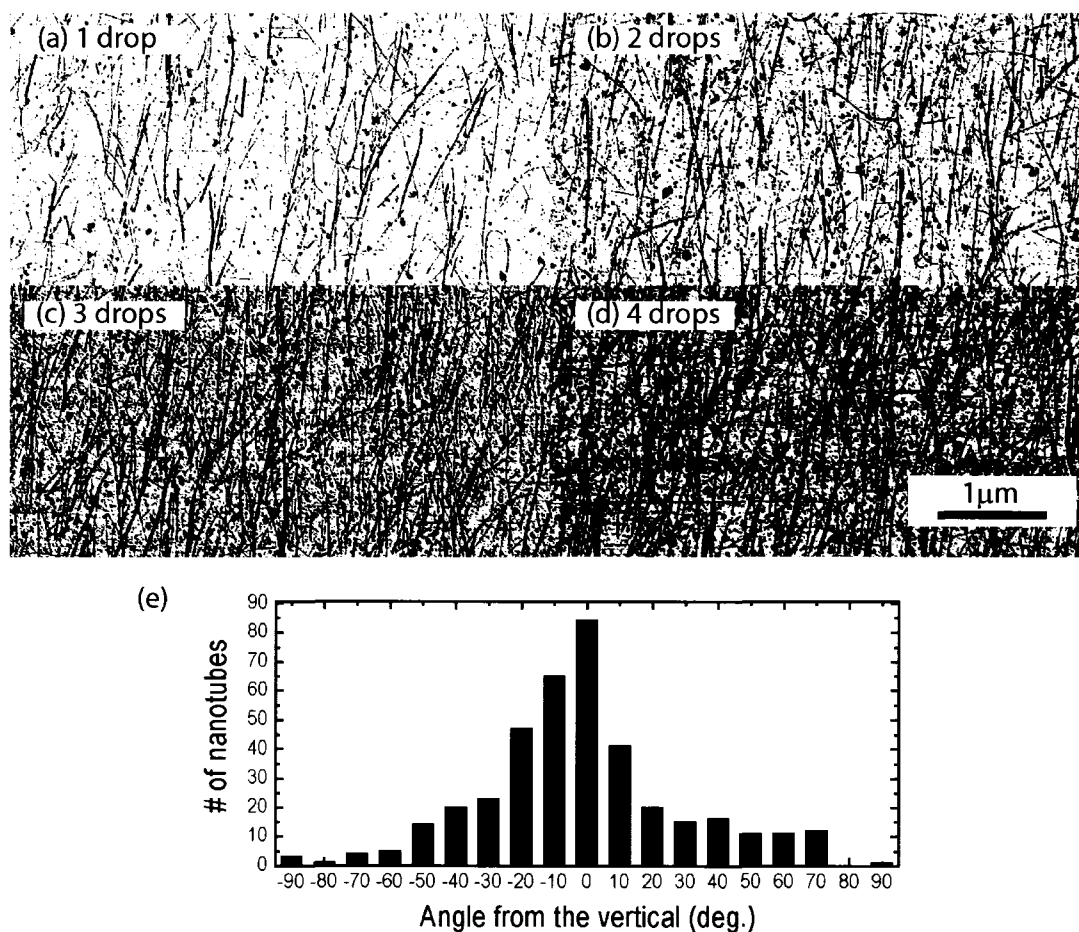 (a) 1 drop
(b) 2 drops
(c) 3 drops
(d) 4 drops
1μm
(e)
90
80
70
60
50
40
30
20
10
0
# of nanotubes
-90 -80 -70 -60 -50 -40 -30 -20 -10 0 10 20 30 40 50 60 70 80 90
Angle from the vertical (deg.)